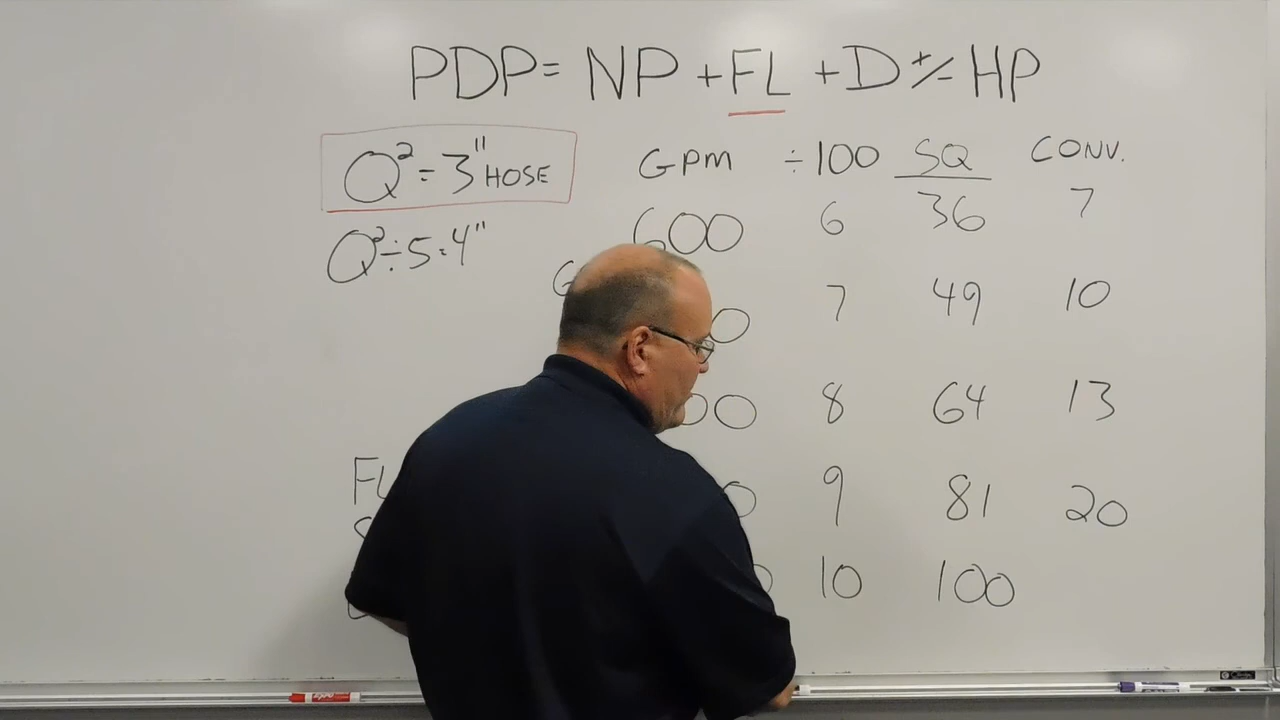 PDP = NP + FL + D +/- HP
Q² = 3" HOSE
Q² ÷ 5 = 4"
GPM ÷100 SQ CONV.
600 6 36 7
7 49 10
8 64 13
FL 9 81 20
10 100